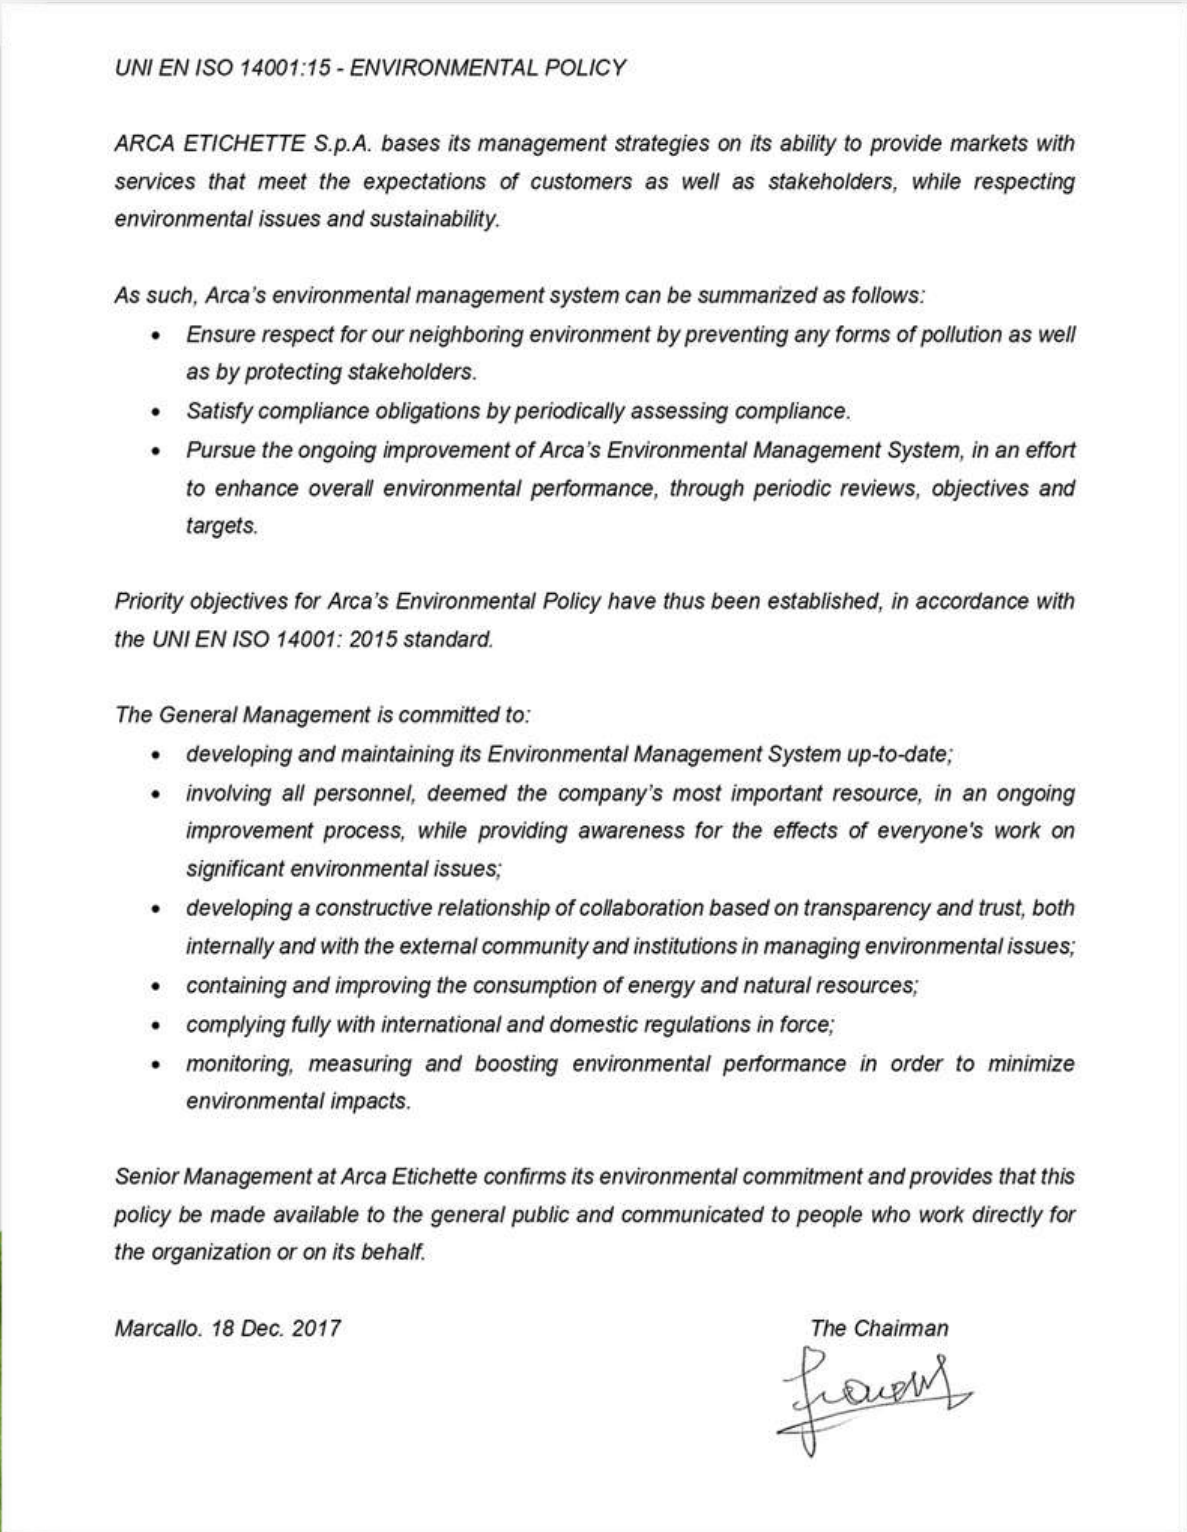 UNI EN ISO 14001:15 - ENVIRONMENTAL POLICY
ARCA ETICHETTE S.p.A. bases its management strategies on its ability to provide markets with
services that meet the expectations of customers as well as stakeholders, while respecting
environmental issues and sustainability.
As such, Arca's environmental management system can be summarized as follows:
• Ensure respect for our neighboring environment by preventing any forms of pollution as well
as by protecting stakeholders.
• Satisfy compliance obligations by periodically assessing compliance.
• Pursue the ongoing improvement of Arca's Environmental Management System, in an effort
to enhance overall environmental performance, through periodic reviews, objectives and
targets.
Priority objectives for Arca's Environmental Policy have thus been established, in accordance with
the UNI EN ISO 14001: 2015 standard.
The General Management is committed to:
• developing and maintaining its Environmental Management System up-to-date;
• involving all personnel, deemed the company's most important resource, in an ongoing
improvement process, while providing awareness for the effects of everyone's work on
significant environmental issues;
• developing a constructive relationship of collaboration based on transparency and trust, both
internally and with the external community and institutions in managing environmental issues;
• containing and improving the consumption of energy and natural resources;
• complying fully with international and domestic regulations in force;
• monitoring, measuring and boosting environmental performance in order to minimize
environmental impacts.
Senior Management at Arca Etichette confirms its environmental commitment and provides that this
policy be made available to the general public and communicated to people who work directly for
the organization or on its behalf.
Marcallo. 18 Dec. 2017 The Chairman